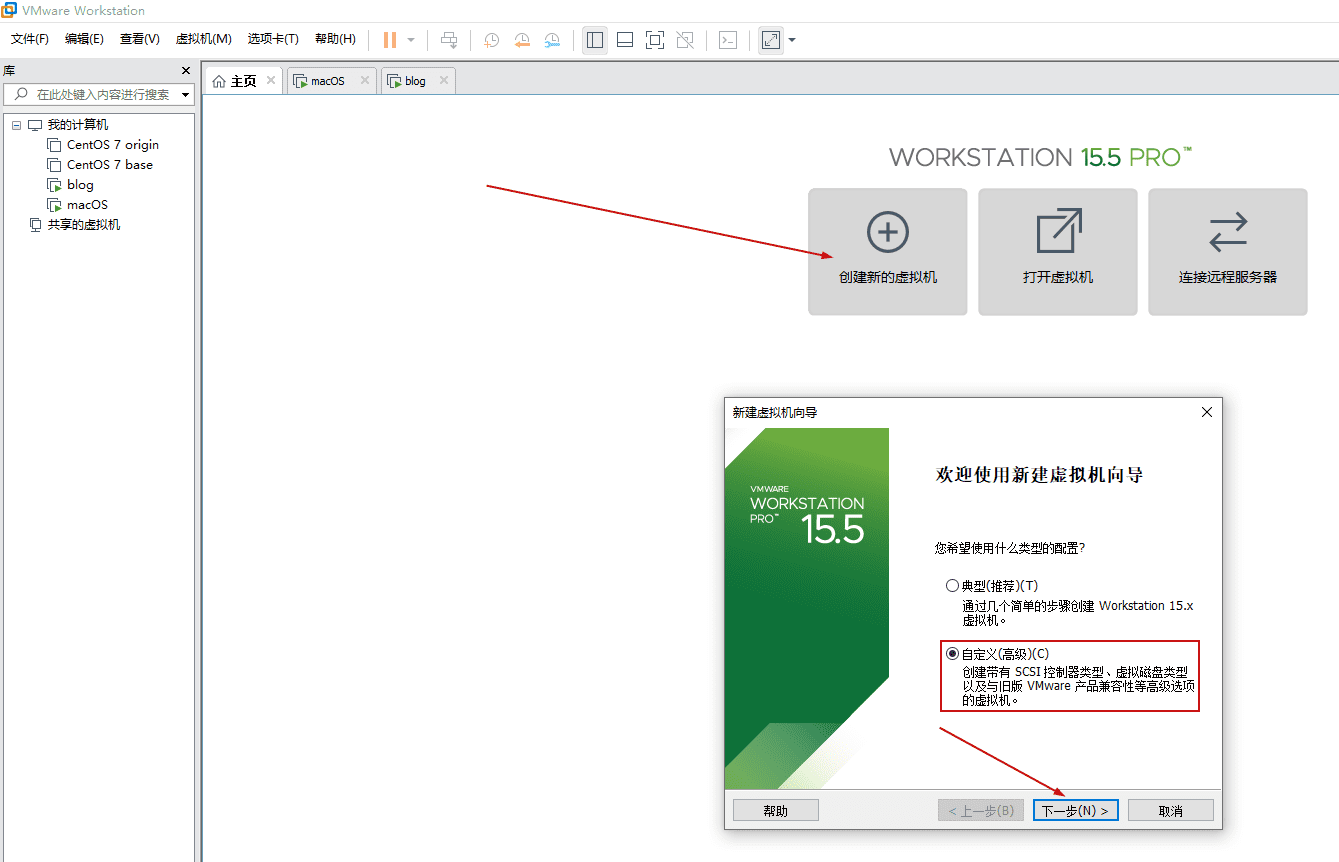 VMware Workstation
文件(F) 编辑(E) 查看(V) 虚拟机(M) 选项卡(T) 帮助(H)
库
在此处键入内容进行搜索
我的计算机
CentOS 7 origin
CentOS 7 base
blog
macOS
共享的虚拟机
主页 macOS blog
WORKSTATION 15.5 PRO™
创建新的虚拟机 打开虚拟机 连接远程服务器
新建虚拟机向导
VMWARE
WORKSTATION
PRO™ 15.5
欢迎使用新建虚拟机向导
您希望使用什么类型的配置?
典型(推荐)(T)
通过几个简单的步骤创建 Workstation 15.x
虚拟机。
自定义(高级)(C)
创建带有 SCSI 控制器类型、虚拟磁盘类型
以及与旧版 VMware 产品兼容性等高级选项
的虚拟机。
帮助 < 上一步(B) 下一步(N) > 取消